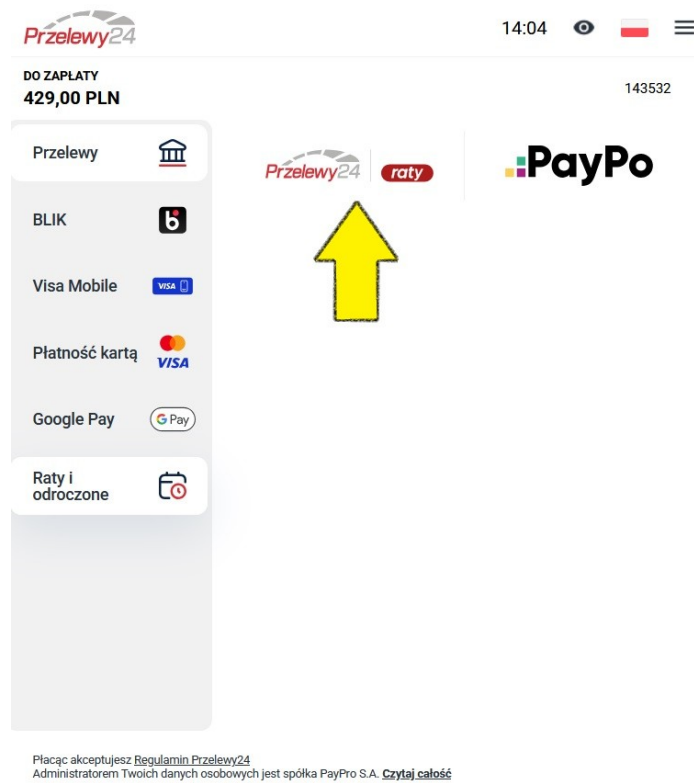 Przelewy24
14:04
DO ZAPŁATY
429,00 PLN
143532
Przelewy
BLIK
b
Visa Mobile
VISA
Płatność kartą
VISA
Google Pay
G Pay
Raty i
odroczone
Przelewy24 raty
PayPo
Płacąc akceptujesz Regulamin Przelewy24
Administratorem Twoich danych osobowych jest spółka PayPro S.A. Czytaj całość